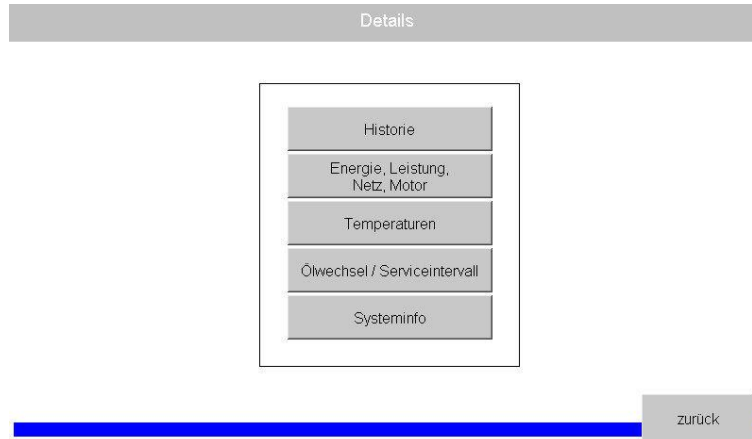 Details
Historie
Energie, Leistung,
Netz, Motor
Temperaturen
Ölwechsel / Serviceintervall
Systeminfo
zurück